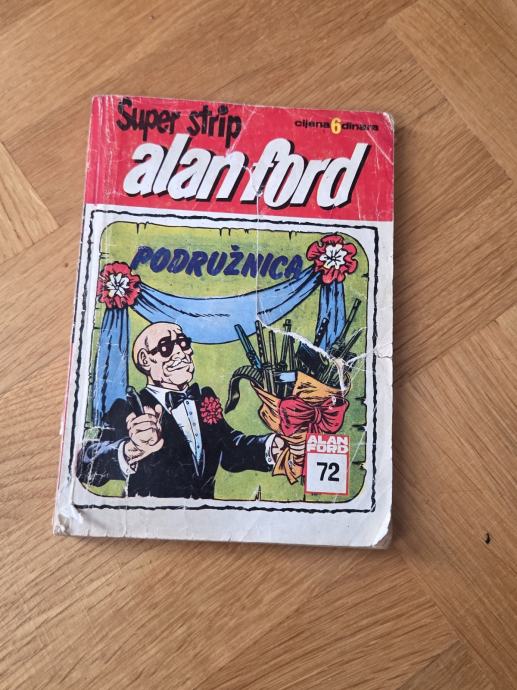 Super strip
cijena 6 dinara
alan ford
PODRUŽNICA
ALAN
FORD
72